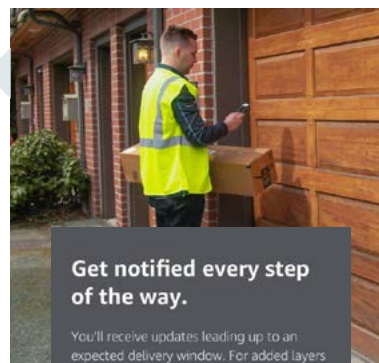 Get notified every step
of the way.
You'll receive updates leading up to an
expected delivery window. For added layers